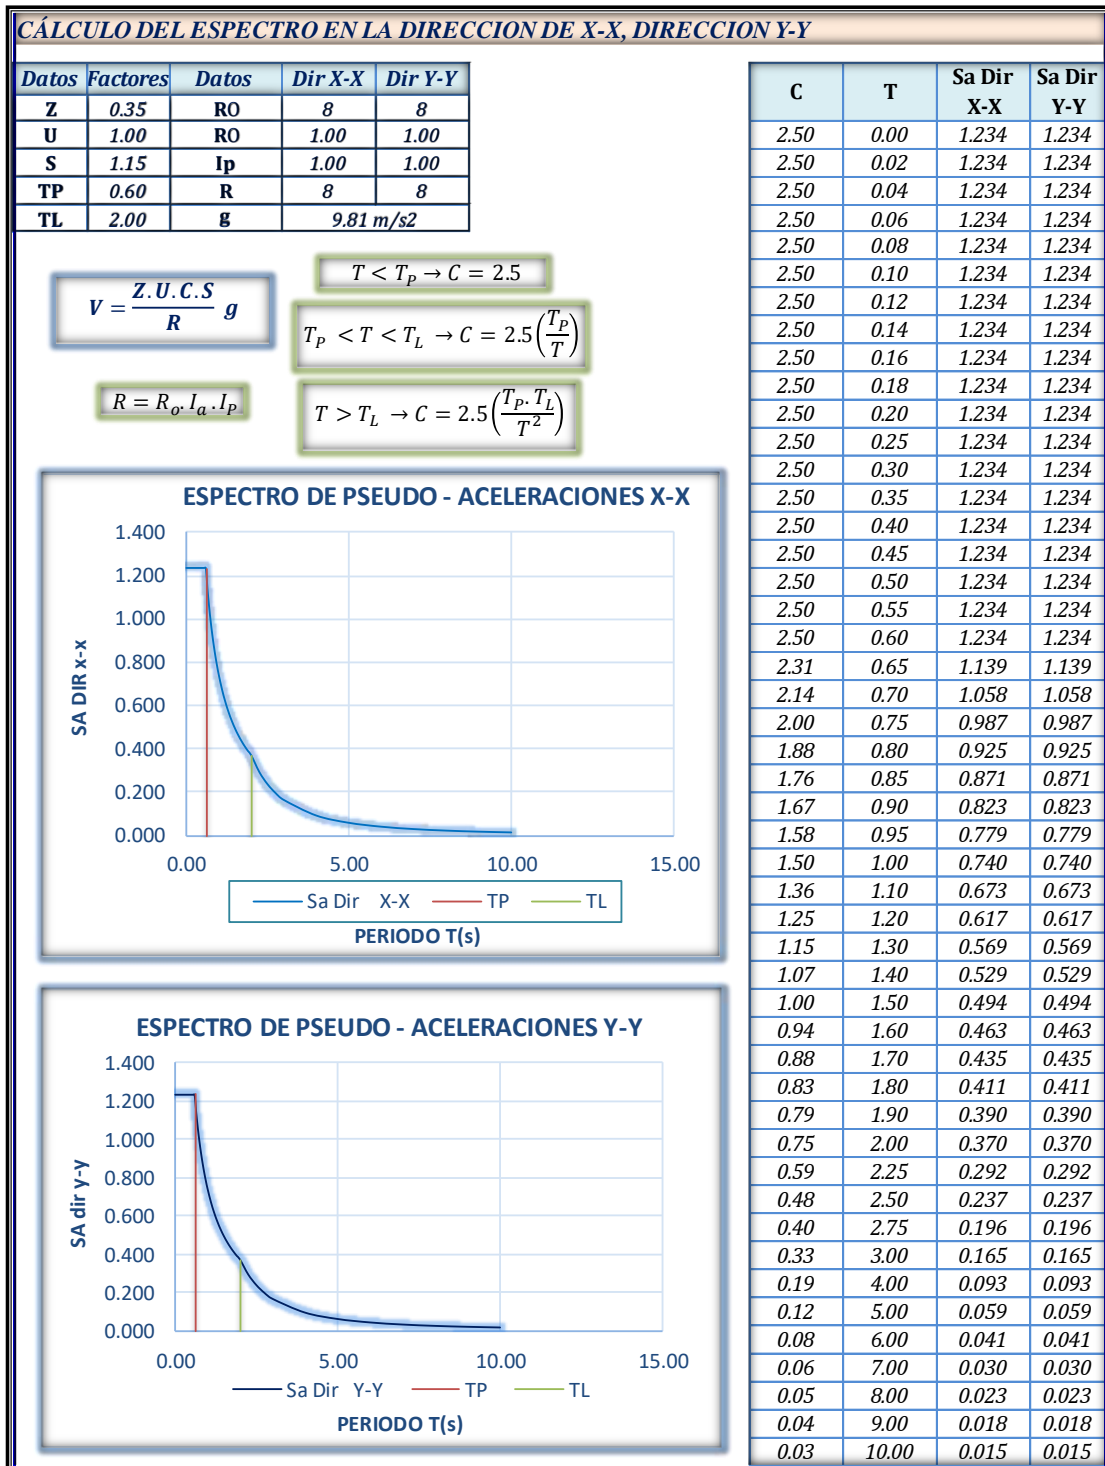 CÁLCULO DEL ESPECTRO EN LA DIRECCION DE X-X, DIRECCION Y-Y
Datos Factores Datos Dir X-X Dir Y-Y
Z 0.35 RO 8 8
U 1.00 RO 1.00 1.00
S 1.15 Ip 1.00 1.00
TP 0.60 R 8 8
TL 2.00 g 9.81 m/s2
V = Z.U.C.S / R g
T < T_P → C = 2.5
T_P < T < T_L → C = 2.5(T_P / T)
R = R_o. I_a . I_P
T > T_L → C = 2.5(T_P. T_L / T^2)
ESPECTRO DE PSEUDO - ACELERACIONES X-X
SA DIR x-x
1.400
1.200
1.000
0.800
0.600
0.400
0.200
0.000
0.00 5.00 10.00 15.00
Sa Dir X-X TP TL
PERIODO T(s)
ESPECTRO DE PSEUDO - ACELERACIONES Y-Y
SA dir y-y
1.400
1.200
1.000
0.800
0.600
0.400
0.200
0.000
0.00 5.00 10.00 15.00
Sa Dir Y-Y TP TL
PERIODO T(s)
C T Sa Dir X-X Sa Dir Y-Y
2.50 0.00 1.234 1.234
2.50 0.02 1.234 1.234
2.50 0.04 1.234 1.234
2.50 0.06 1.234 1.234
2.50 0.08 1.234 1.234
2.50 0.10 1.234 1.234
2.50 0.12 1.234 1.234
2.50 0.14 1.234 1.234
2.50 0.16 1.234 1.234
2.50 0.18 1.234 1.234
2.50 0.20 1.234 1.234
2.50 0.25 1.234 1.234
2.50 0.30 1.234 1.234
2.50 0.35 1.234 1.234
2.50 0.40 1.234 1.234
2.50 0.45 1.234 1.234
2.50 0.50 1.234 1.234
2.50 0.55 1.234 1.234
2.50 0.60 1.234 1.234
2.31 0.65 1.139 1.139
2.14 0.70 1.058 1.058
2.00 0.75 0.987 0.987
1.88 0.80 0.925 0.925
1.76 0.85 0.871 0.871
1.67 0.90 0.823 0.823
1.58 0.95 0.779 0.779
1.50 1.00 0.740 0.740
1.36 1.10 0.673 0.673
1.25 1.20 0.617 0.617
1.15 1.30 0.569 0.569
1.07 1.40 0.529 0.529
1.00 1.50 0.494 0.494
0.94 1.60 0.463 0.463
0.88 1.70 0.435 0.435
0.83 1.80 0.411 0.411
0.79 1.90 0.390 0.390
0.75 2.00 0.370 0.370
0.59 2.25 0.292 0.292
0.48 2.50 0.237 0.237
0.40 2.75 0.196 0.196
0.33 3.00 0.165 0.165
0.19 4.00 0.093 0.093
0.12 5.00 0.059 0.059
0.08 6.00 0.041 0.041
0.06 7.00 0.030 0.030
0.05 8.00 0.023 0.023
0.04 9.00 0.018 0.018
0.03 10.00 0.015 0.015